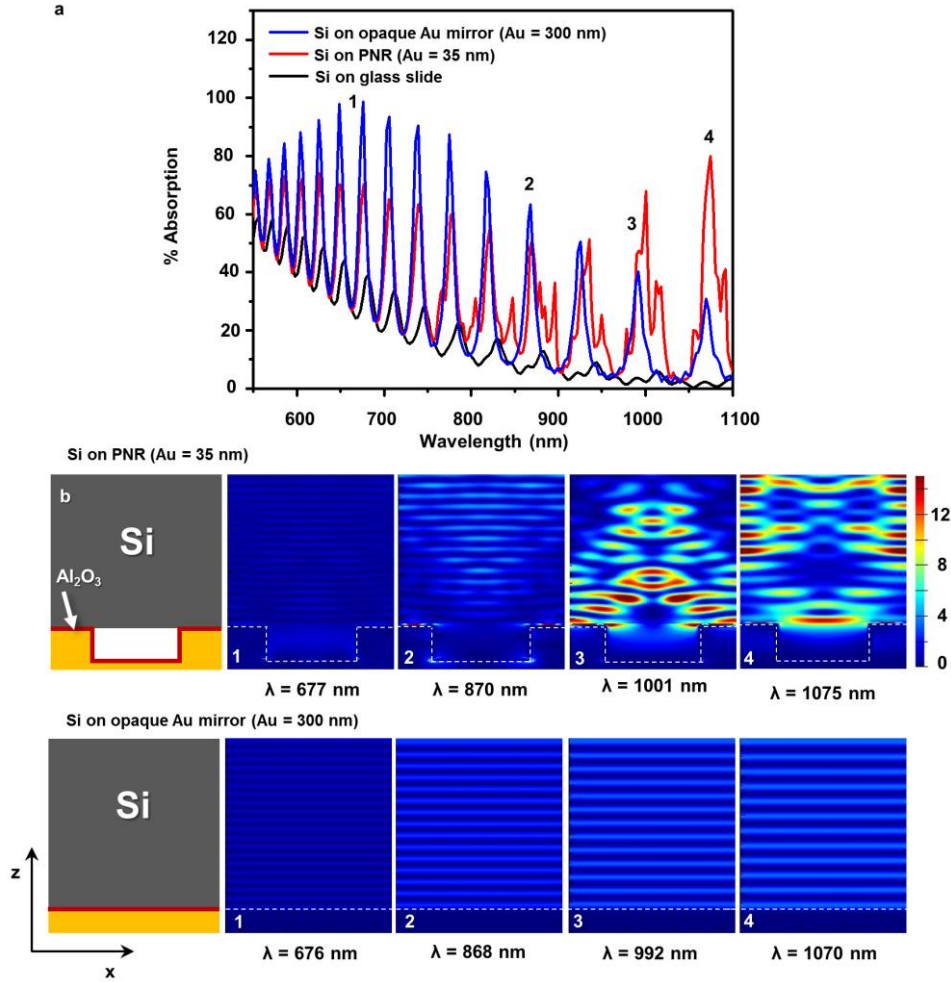 a
120
Si on opaque Au mirror (Au = 300 nm)
Si on PNR (Au = 35 nm)
Si on glass slide
100
1
4
80
2
60
3
40
20
0
% Absorption
600 700 800 900 1000 1100
Wavelength (nm)
Si on PNR (Au = 35 nm)
b
Si
Al₂O₃
1
2
3
4
12
8
4
0
λ = 677 nm
λ = 870 nm
λ = 1001 nm
λ = 1075 nm
Si on opaque Au mirror (Au = 300 nm)
Si
1
2
3
4
z
x
λ = 676 nm
λ = 868 nm
λ = 992 nm
λ = 1070 nm